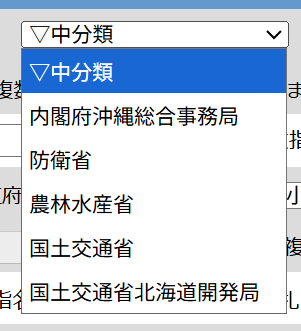 ▽中分類
▽中分類
内閣府沖縄総合事務局
防衛省
農林水産省
国土交通省
国土交通省北海道開発局